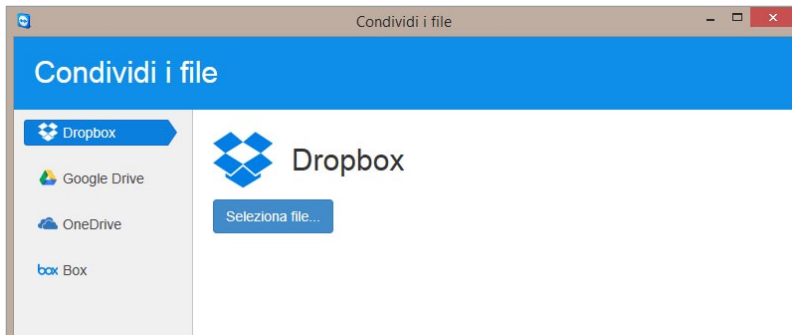 Condividi i file
Condividi i file
Dropbox
Google Drive
OneDrive
box Box
Dropbox
Seleziona file...